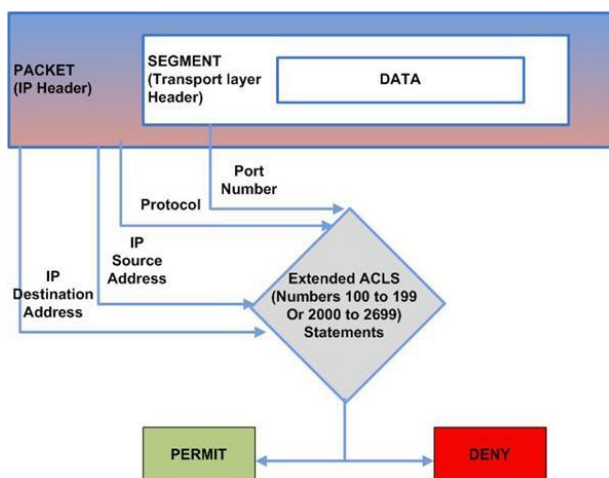 PACKET
(IP Header)
SEGMENT
(Transport layer
Header)
DATA
Port
Number
Protocol
IP
Source
Address
IP
Destination
Address
Extended ACLS
(Numbers 100 to 199
Or 2000 to 2699)
Statements
PERMIT
DENY